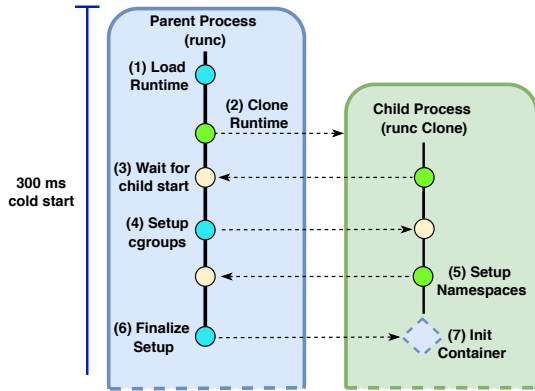 Parent Process
(runc)
(1) Load
Runtime
(2) Clone
Runtime
Child Process
(runc Clone)
(3) Wait for
child start
300 ms
cold start
(4) Setup
cgroups
(5) Setup
Namespaces
(6) Finalize
Setup
(7) Init
Container